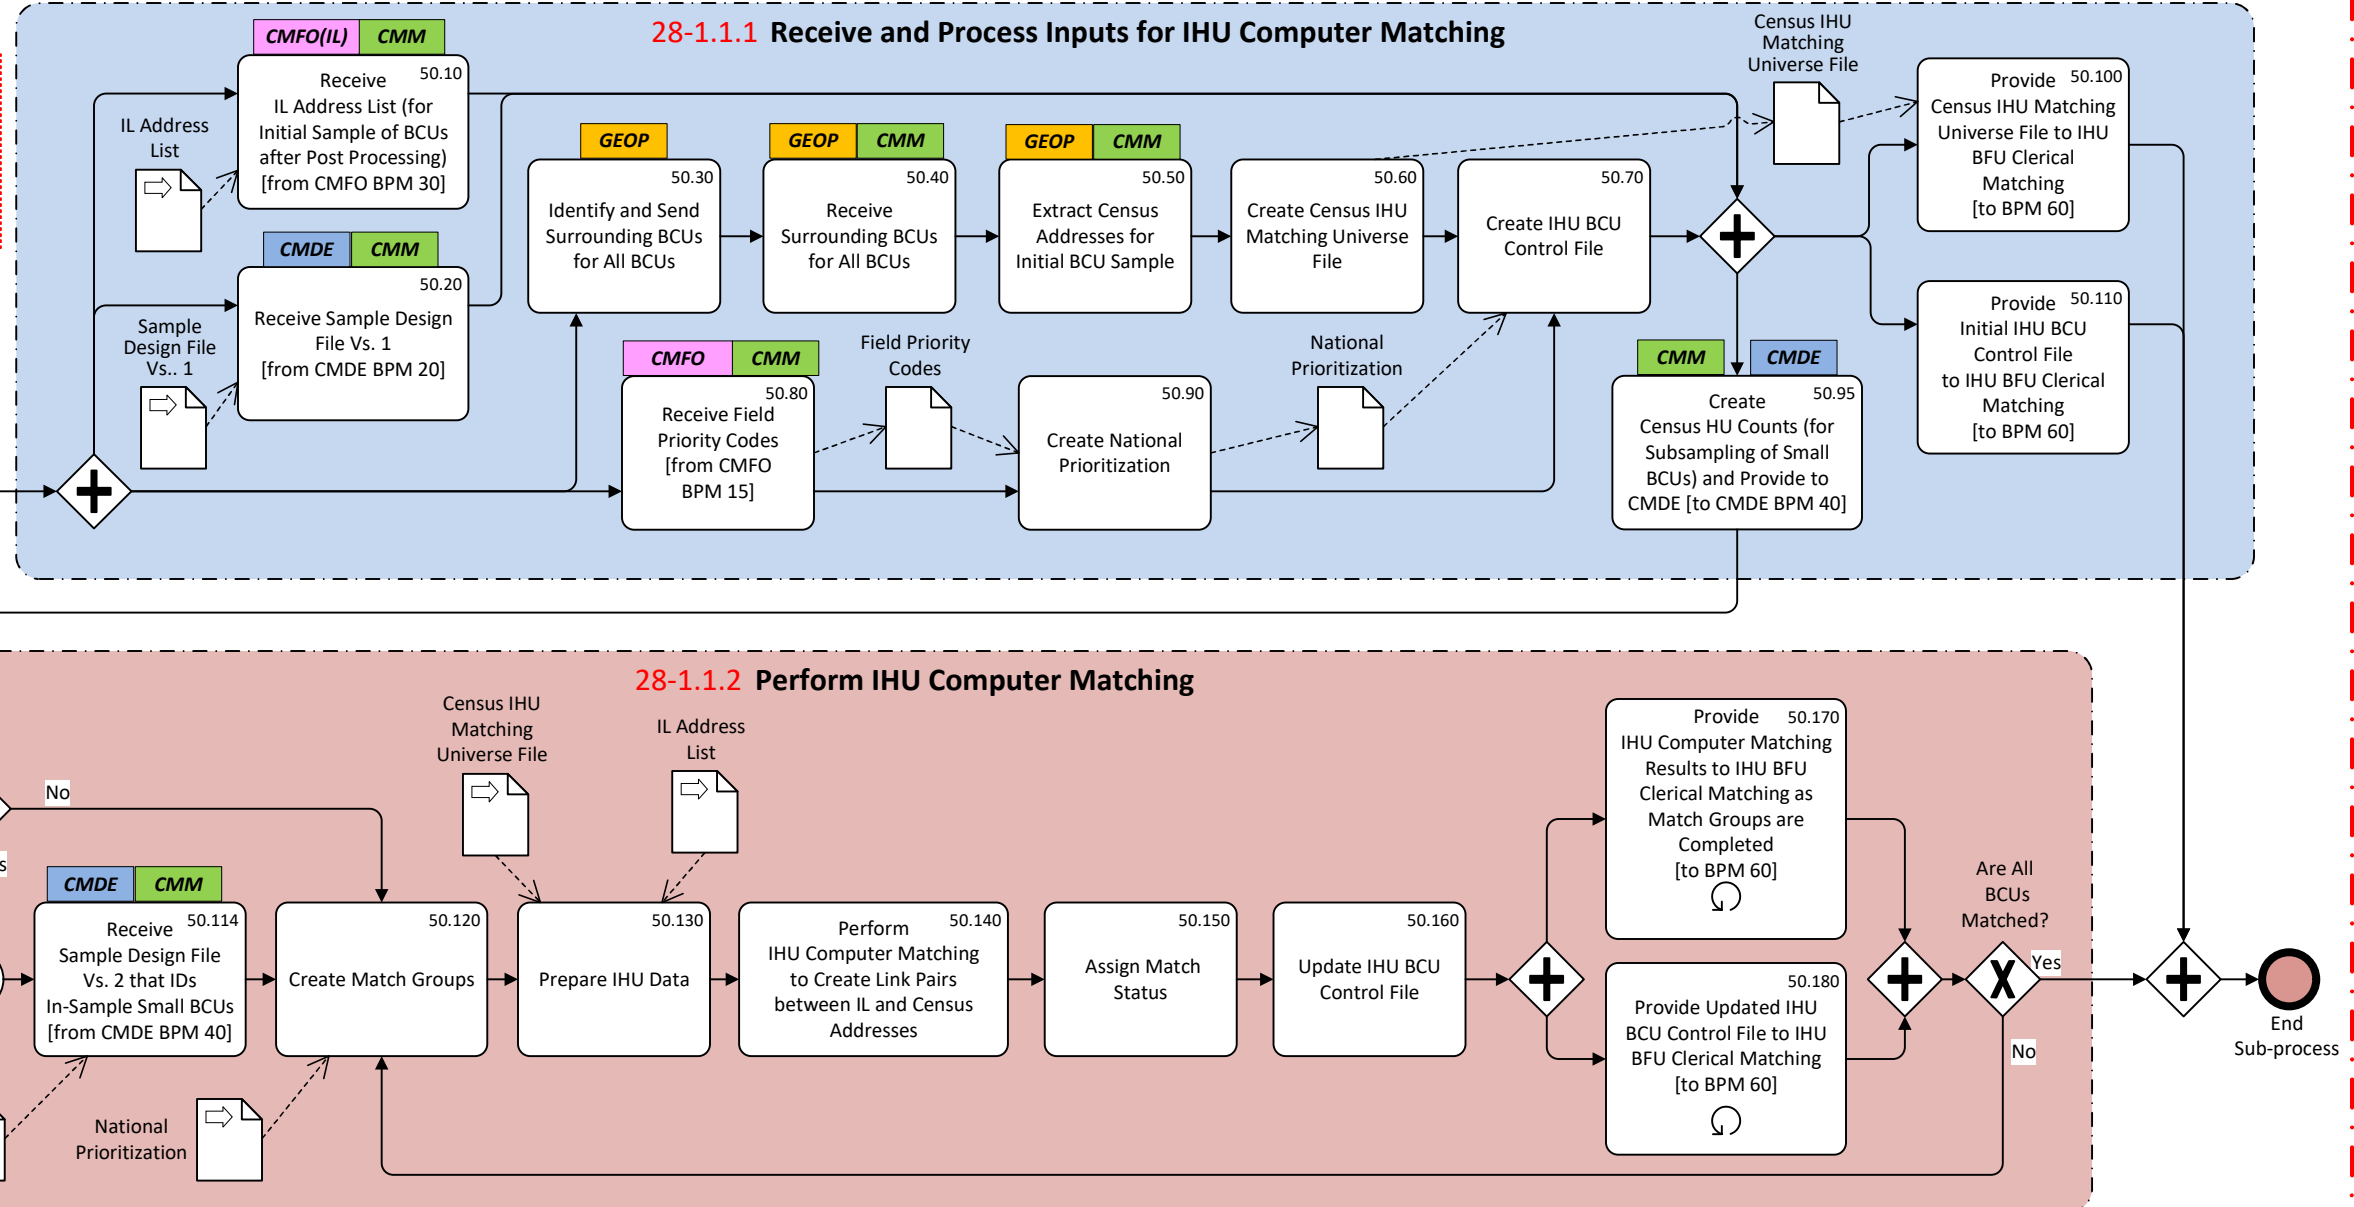 28-1.1.1 Receive and Process Inputs for IHU Computer Matching
CMFO(IL) CMM
50.10
Receive
IL Address List (for
Initial Sample of BCUs
after Post Processing)
[from CMFO BPM 30]
IL Address
List
CMDE CMM
50.20
Receive Sample Design
File Vs. 1
[from CMDE BPM 20]
Sample
Design File
Vs.. 1
GEOP
50.30
Identify and Send
Surrounding BCUs
for All BCUs
GEOP CMM
50.40
Receive
Surrounding BCUs
for All BCUs
GEOP CMM
50.50
Extract Census
Addresses for
Initial BCU Sample
50.60
Create Census IHU
Matching Universe
File
50.70
Create IHU BCU
Control File
Census IHU
Matching
Universe File
CMFO CMM
50.80
Receive Field
Priority Codes
[from CMFO
BPM 15]
Field Priority
Codes
50.90
Create National
Prioritization
National
Prioritization
CMM CMDE
50.95
Create
Census HU Counts (for
Subsampling of Small
BCUs) and Provide to
CMDE [to CMDE BPM 40]
Provide 50.100
Census IHU Matching
Universe File to IHU
BFU Clerical
Matching
[to BPM 60]
Provide 50.110
Initial IHU BCU
Control File
to IHU BFU Clerical
Matching
[to BPM 60]
28-1.1.2 Perform IHU Computer Matching
No
s
CMDE CMM
50.114
Receive
Sample Design File
Vs. 2 that IDs
In-Sample Small BCUs
[from CMDE BPM 40]
50.120
Create Match Groups
National
Prioritization
Census IHU
Matching
Universe File
IL Address
List
50.130
Prepare IHU Data
50.140
Perform
IHU Computer Matching
to Create Link Pairs
between IL and Census
Addresses
50.150
Assign Match
Status
50.160
Update IHU BCU
Control File
Provide 50.170
IHU Computer Matching
Results to IHU BFU
Clerical Matching as
Match Groups are
Completed
[to BPM 60]
50.180
Provide Updated IHU
BCU Control File to IHU
BFU Clerical Matching
[to BPM 60]
Are All
BCUs
Matched?
Yes
No
End
Sub-process